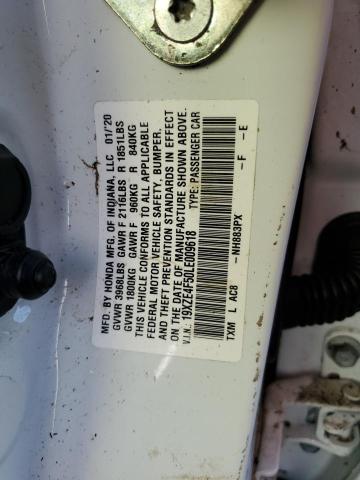 MFD. BY HONDA MFG. OF INDIANA, LLC 01/'20
GVWR 3968LBS GAWR F 2116LBS R 1851LBS
GVWR 1800KG GAWR F 960KG R 840KG
THIS VEHICLE CONFORMS TO ALL APPLICABLE
FEDERAL MOTOR VEHICLE SAFETY, BUMPER,
AND THEFT PREVENTION STANDARDS IN EFFECT
ON THE DATE OF MANUFACTURE SHOWN ABOVE.
V.I.N.: 19XZE4F50LE009618 TYPE: PASSENGER CAR
-NH883PX -F -E
TXM L AC8